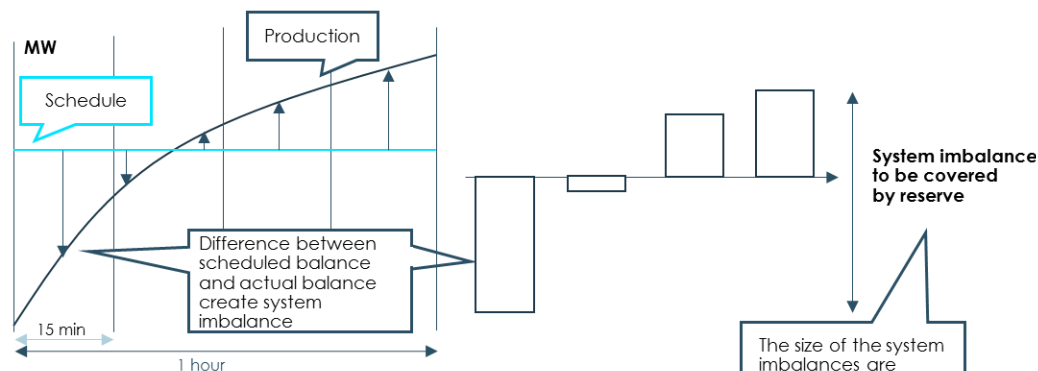 MW
Production
Schedule
Difference between
scheduled balance
and actual balance
create system
imbalance
15 min
1 hour
System imbalance
to be covered
by reserve
The size of the system
imbalances are